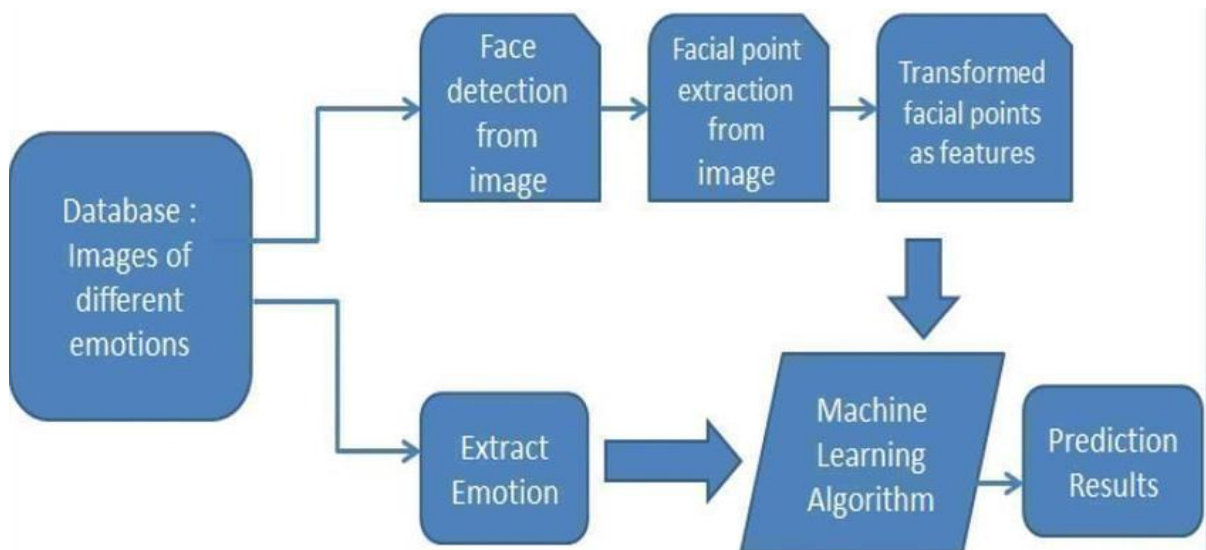 Database :
Images of
different
emotions
Face
detection
from
image
Facial point
extraction
from
image
Transformed
facial points
as features
Extract
Emotion
Machine
Learning
Algorithm
Prediction
Results